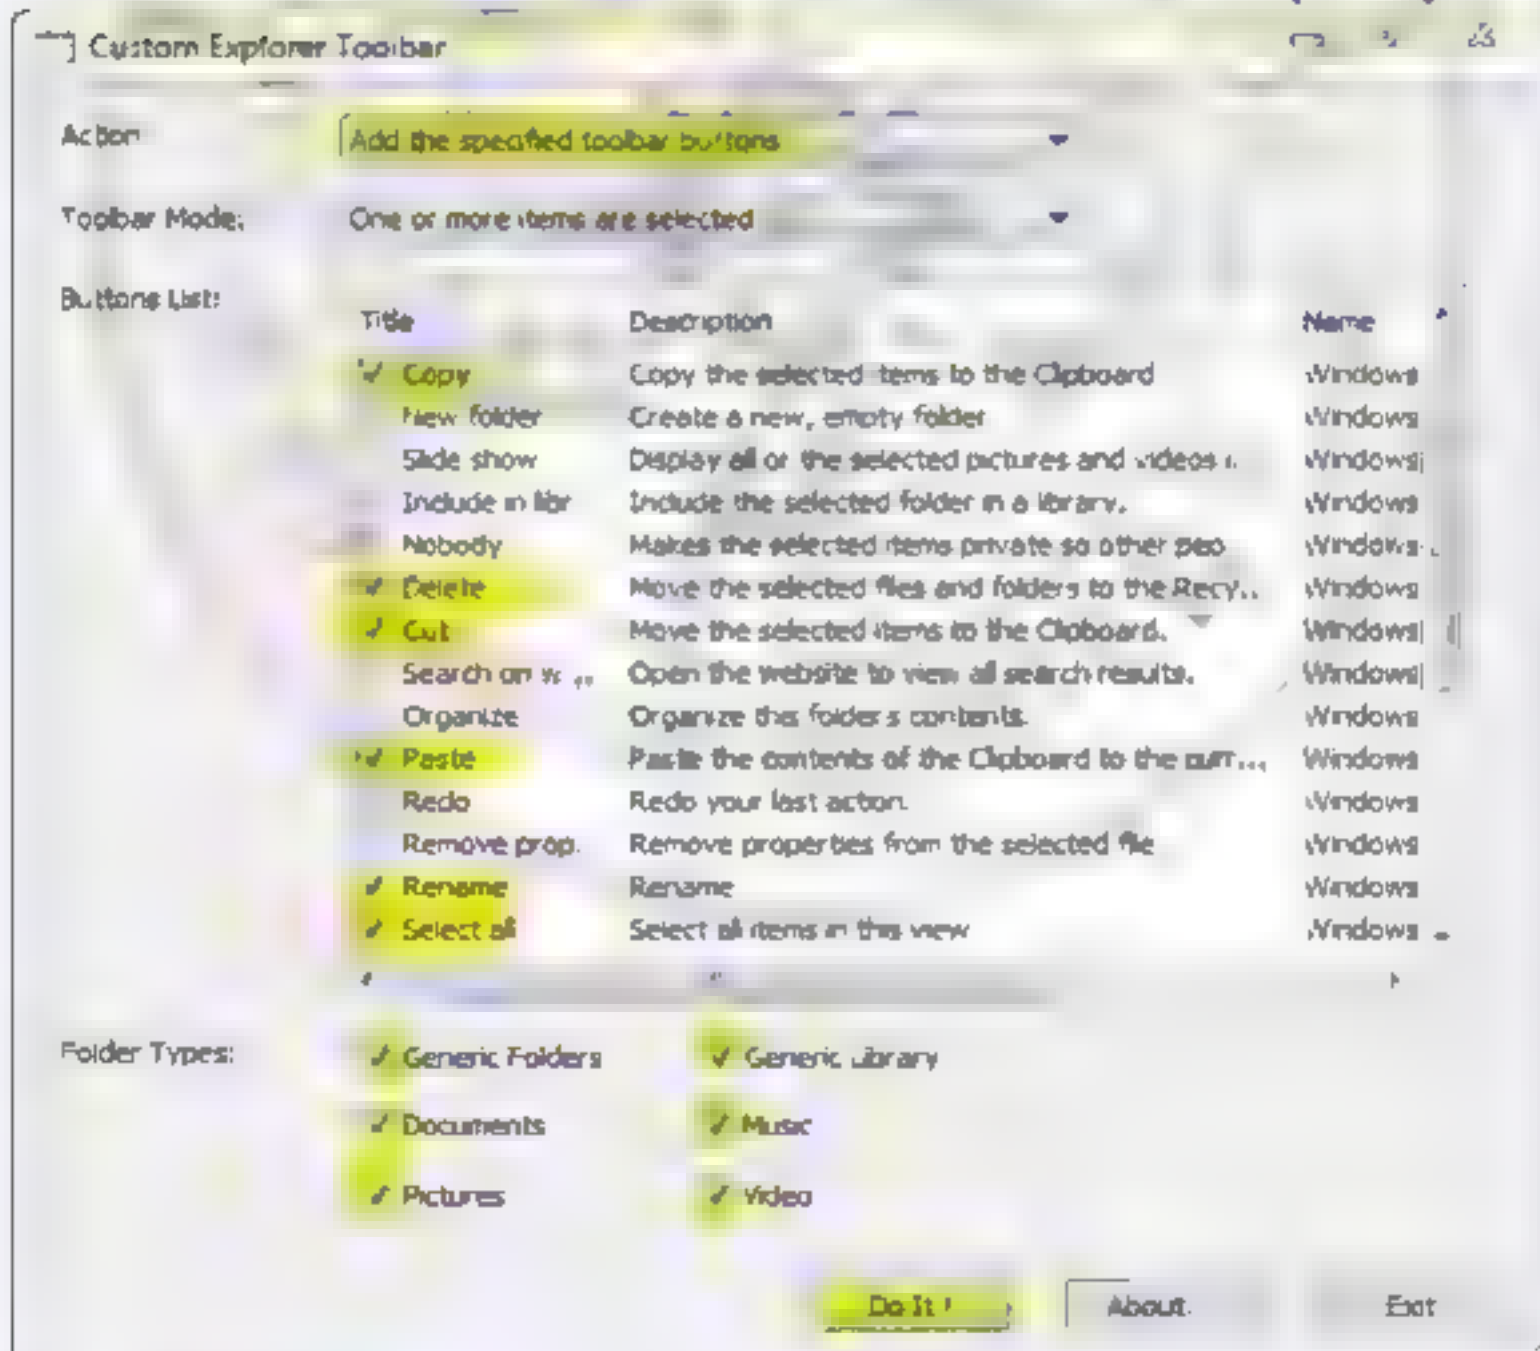 Custom Explorer Toolbar
Action
Add the specified toolbar buttons
Toolbar Mode:
One or more items are selected
Buttons List:
Title Description Name
Copy Copy the selected items to the Clipboard Windows
New folder Create a new, empty folder Windows
Slide show Display all or the selected pictures and videos Windows
Include in libr Include the selected folder in a library. Windows
Nobody Makes the selected items private so other peo Windows
Delete Move the selected files and folders to the Recy... Windows
Cut Move the selected items to the Clipboard. Windows
Search on w ... Open the website to view all search results. Windows
Organize Organize this folder's contents. Windows
Paste Paste the contents of the Clipboard to the curr... Windows
Redo Redo your last action. Windows
Remove prop. Remove properties from the selected file Windows
Rename Rename Windows
Select all Select all items in this view Windows
Folder Types:
Generic Folders Generic Library
Documents Music
Pictures Video
Do It ! About Exit